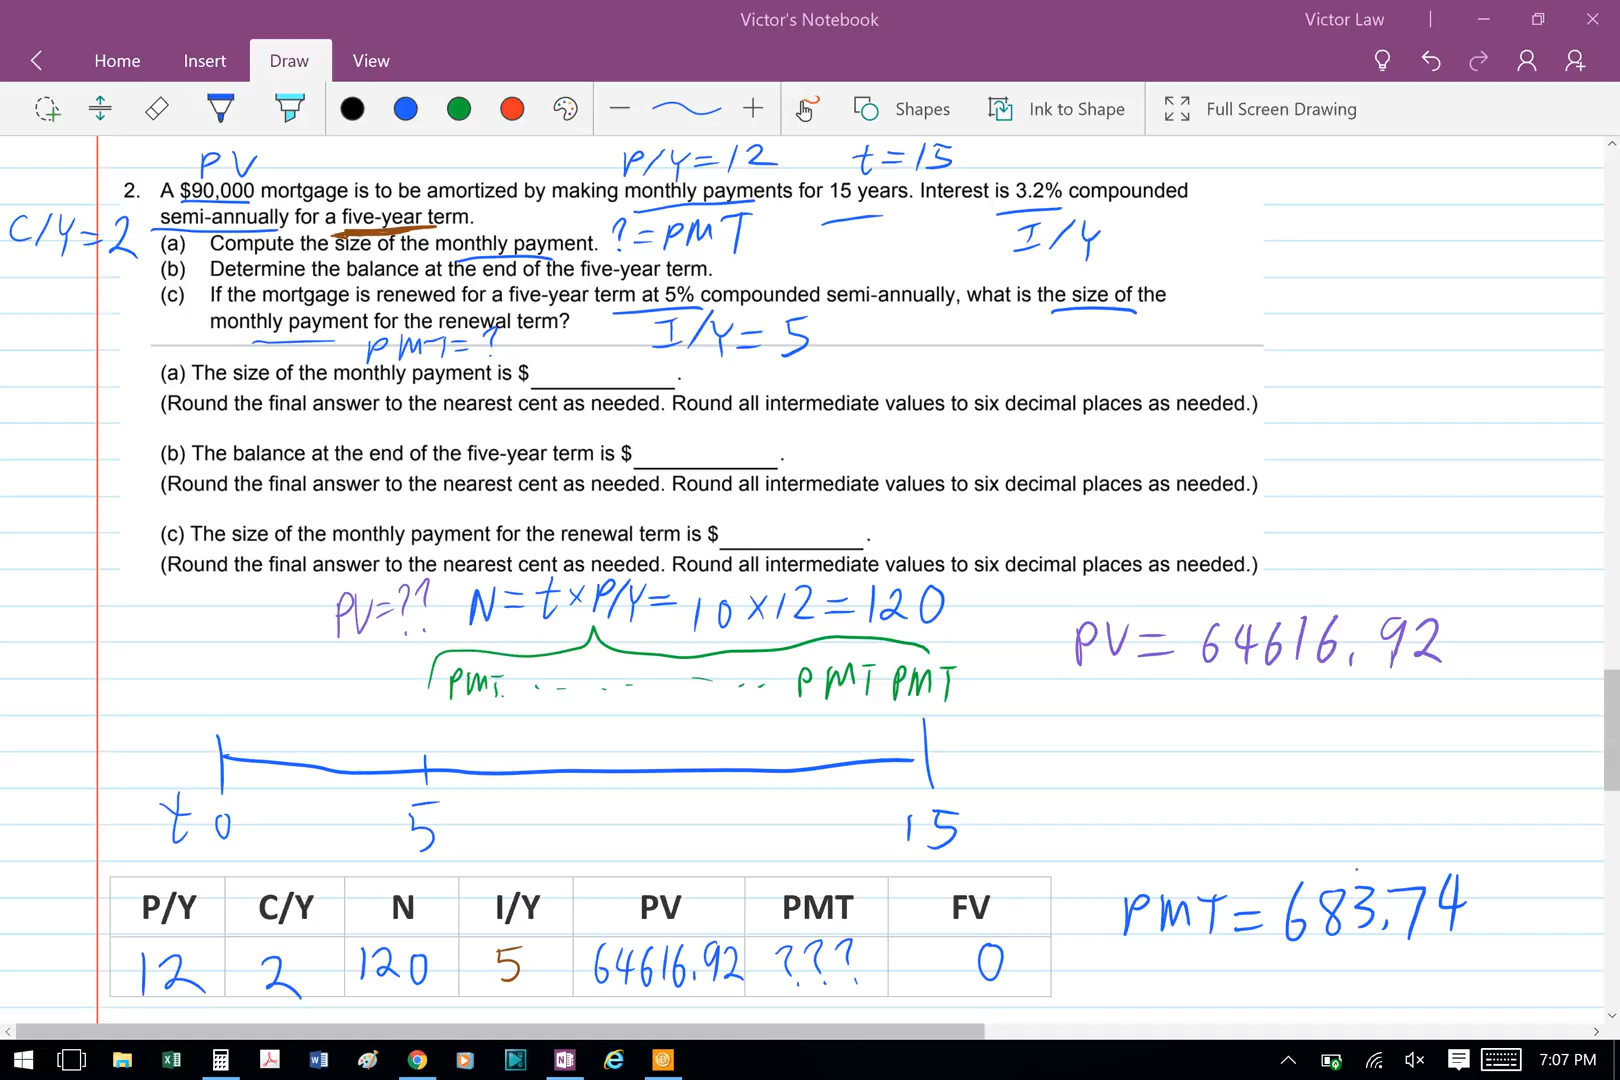 Victor's Notebook
Victor Law
Home Insert Draw View
Shapes Ink to Shape Full Screen Drawing
PV P/Y=12 t=15
2. A $90,000 mortgage is to be amortized by making monthly payments for 15 years. Interest is 3.2% compounded
semi-annually for a five-year term.
C/Y=2
(a) Compute the size of the monthly payment. ?=PMT I/Y
(b) Determine the balance at the end of the five-year term.
(c) If the mortgage is renewed for a five-year term at 5% compounded semi-annually, what is the size of the
monthly payment for the renewal term?
PMT=? I/Y=5
(a) The size of the monthly payment is $ .
(Round the final answer to the nearest cent as needed. Round all intermediate values to six decimal places as needed.)
(b) The balance at the end of the five-year term is $ .
(Round the final answer to the nearest cent as needed. Round all intermediate values to six decimal places as needed.)
(c) The size of the monthly payment for the renewal term is $ .
(Round the final answer to the nearest cent as needed. Round all intermediate values to six decimal places as needed.)
PV=?? N=t×P/Y=10×12=120
PV=64616.92
PMT. PMT PMT
t 0 5 15
P/Y C/Y N I/Y PV PMT FV
12 2 120 5 64616.92 ??? 0
PMT=683.74
7:07 PM